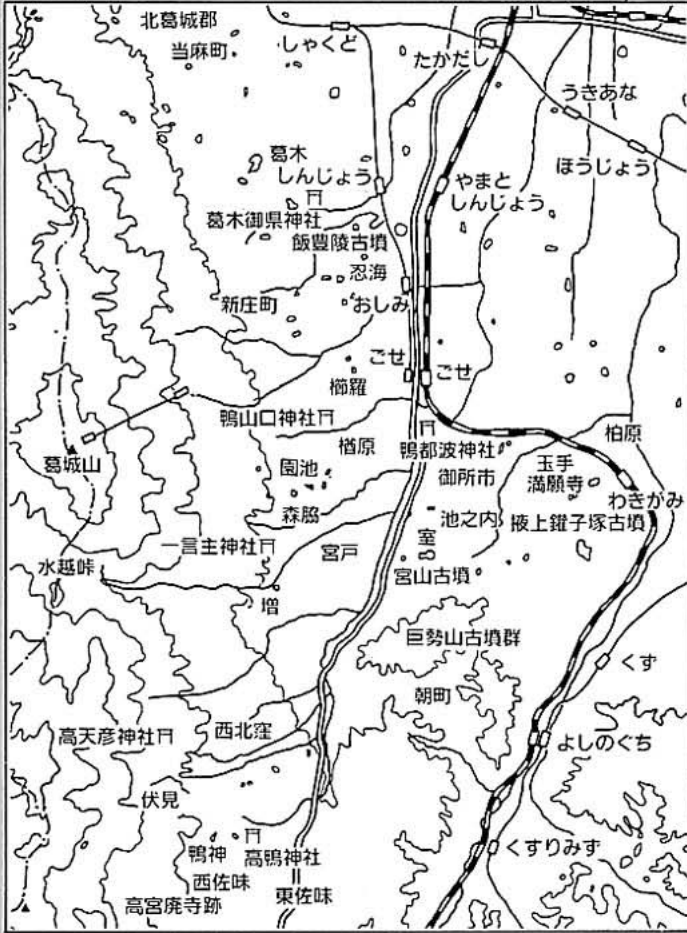 北葛城郡
当麻町
しゃくど
たかだし
うきあな
ほうじょう
葛木
しんじょう
やまと
しんじょう
葛木御県神社
飯豊陵古墳
忍海
おしみ
新庄町
ごせ
ごせ
櫛羅
鴨山口神社
葛城山
楢原
鴨都波神社
柏原
園池
御所市
玉手
満願寺
わきがみ
森脇
池之内
掖上鑵子塚古墳
室
一言主神社
宮戸
水越峠
宮山古墳
増
巨勢山古墳群
くず
朝町
高天彦神社
西北窪
よしのぐち
伏見
鴨神
高鴨神社
くすりみず
西佐味
東佐味
高宮廃寺跡